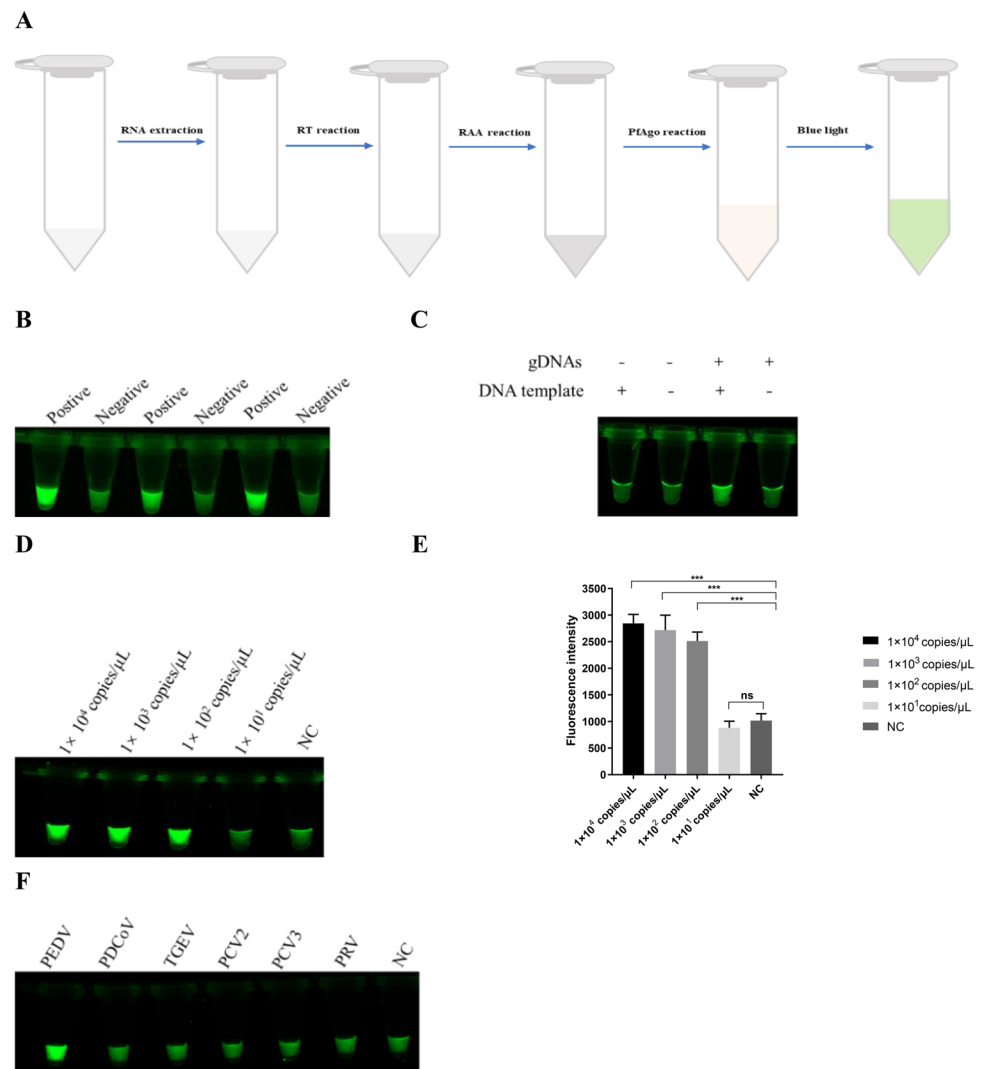 A
RNA extraction
RT reaction
RAA reaction
PfAgo reaction
Blue light
B
C
Postive
Negative
Postive
Negative
Postive
Negative
gDNAs - - + +
DNA template + - + -
D
E
1× 10⁴ copies/μL
1× 10³ copies/μL
1× 10² copies/μL
1× 10¹ copies/μL
NC
Fluorescence intensity
3500
3000
2500
2000
1500
1000
500
0
***
***
***
ns
1×10⁴ copies/μL
1×10³ copies/μL
1×10² copies/μL
1×10¹ copies/μL
NC
1×10⁴ copies/μL
1×10³ copies/μL
1×10² copies/μL
1×10¹copies/μL
NC
F
PEDV
PDCoV
TGEV
PCV2
PCV3
PRV
NC